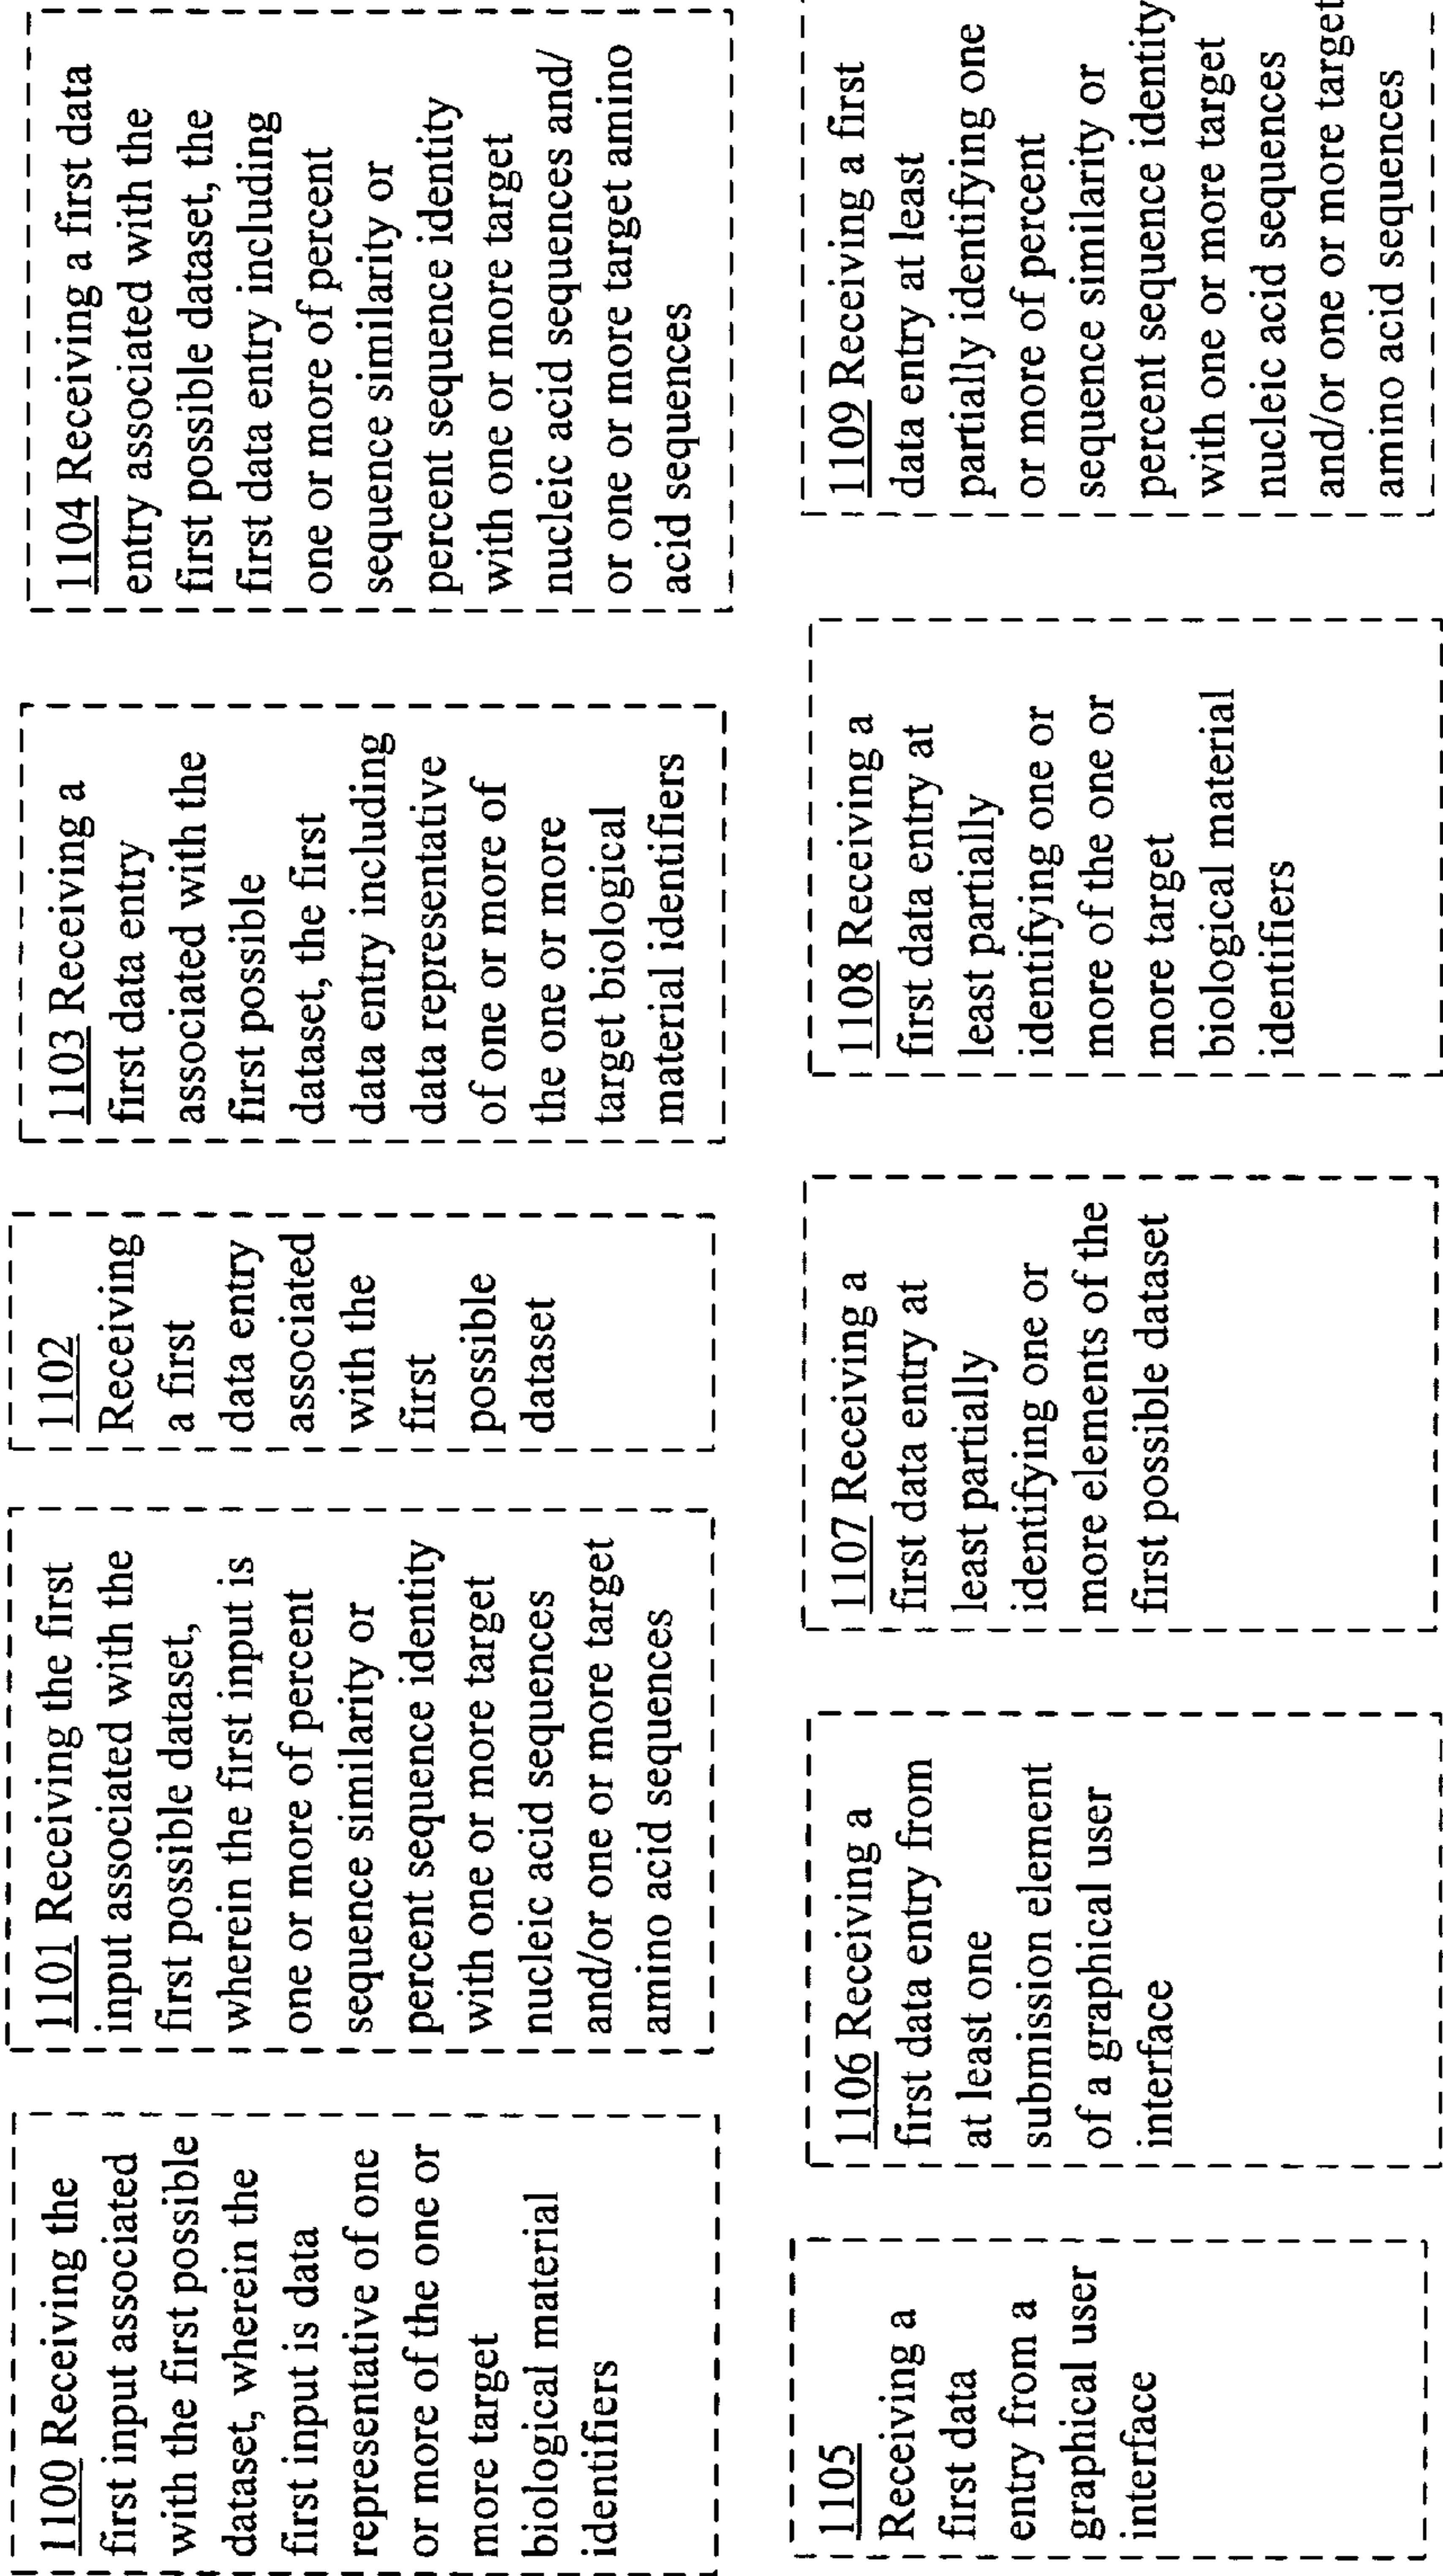 1100 Receiving the
first input associated
with the first possible
dataset, wherein the
first input is data
representative of one
or more of the one or
more target
biological material
identifiers
1101 Receiving the first
input associated with the
first possible dataset,
wherein the first input is
one or more of percent
sequence similarity or
percent sequence identity
with one or more target
nucleic acid sequences
and/or one or more target
amino acid sequences
1102
Receiving
a first
data entry
associated
with the
first
possible
dataset
1103 Receiving a
first data entry
associated with the
first possible
dataset, the first
data entry including
data representative
of one or more of
the one or more
target biological
material identifiers
1104 Receiving a first data
entry associated with the
first possible dataset, the
first data entry including
one or more of percent
sequence similarity or
percent sequence identity
with one or more target
nucleic acid sequences and/
or one or more target amino
acid sequences
1105
Receiving a
first data
entry from a
graphical user
interface
1106 Receiving a
first data entry from
at least one
submission element
of a graphical user
interface
1107 Receiving a
first data entry at
least partially
identifying one or
more elements of the
first possible dataset
1108 Receiving a
first data entry at
least partially
identifying one or
more of the one or
more target
biological material
identifiers
1109 Receiving a first
data entry at least
partially identifying one
or more of percent
sequence similarity or
percent sequence identity
with one or more target
nucleic acid sequences
and/or one or more target
amino acid sequences